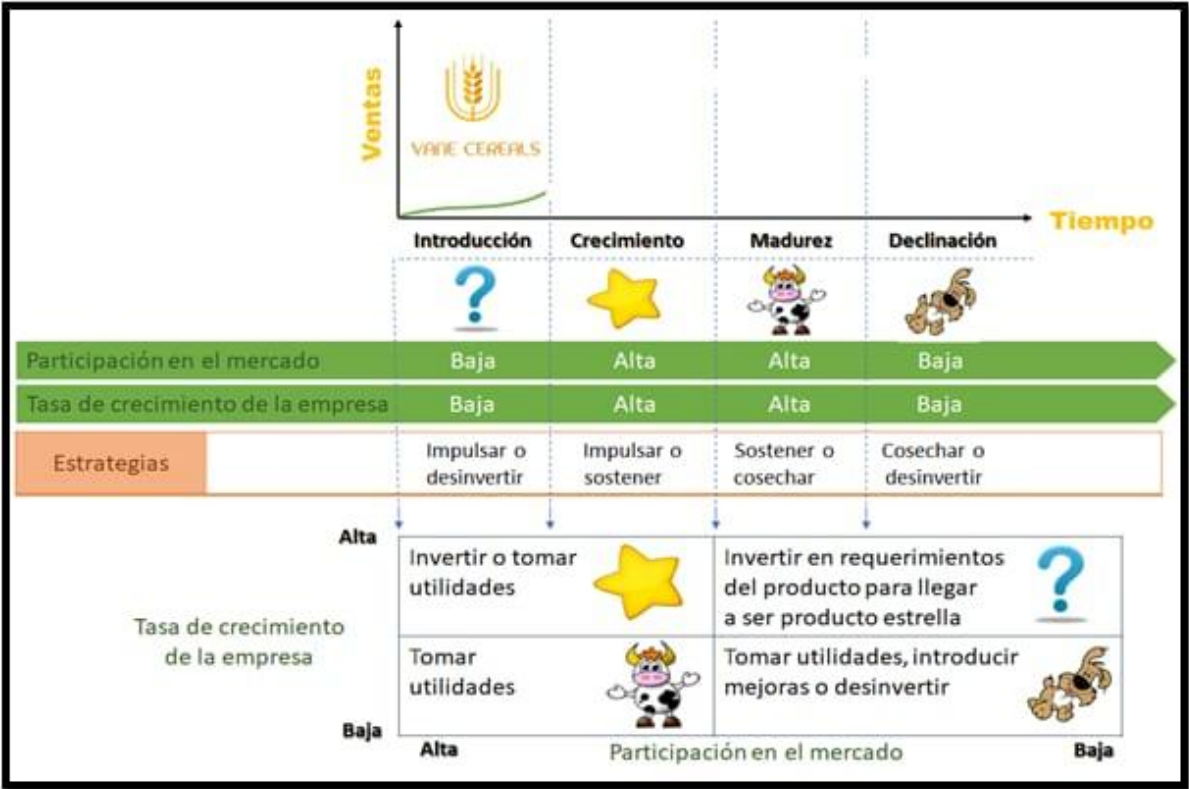 Ventas
VANE CEREALS
Tiempo
Introducción Crecimiento Madurez Declinación
Participación en el mercado Baja Alta Alta Baja
Tasa de crecimiento de la empresa Baja Alta Alta Baja
Estrategias
Impulsar o
desinvertir
Impulsar o
sostener
Sostener o
cosechar
Cosechar o
desinvertir
Alta
Invertir o tomar
utilidades
Invertir en requerimientos
del producto para llegar
a ser producto estrella
Tasa de crecimiento
de la empresa
Tomar
utilidades
Tomar utilidades, introducir
mejoras o desinvertir
Baja
Alta Participación en el mercado Baja